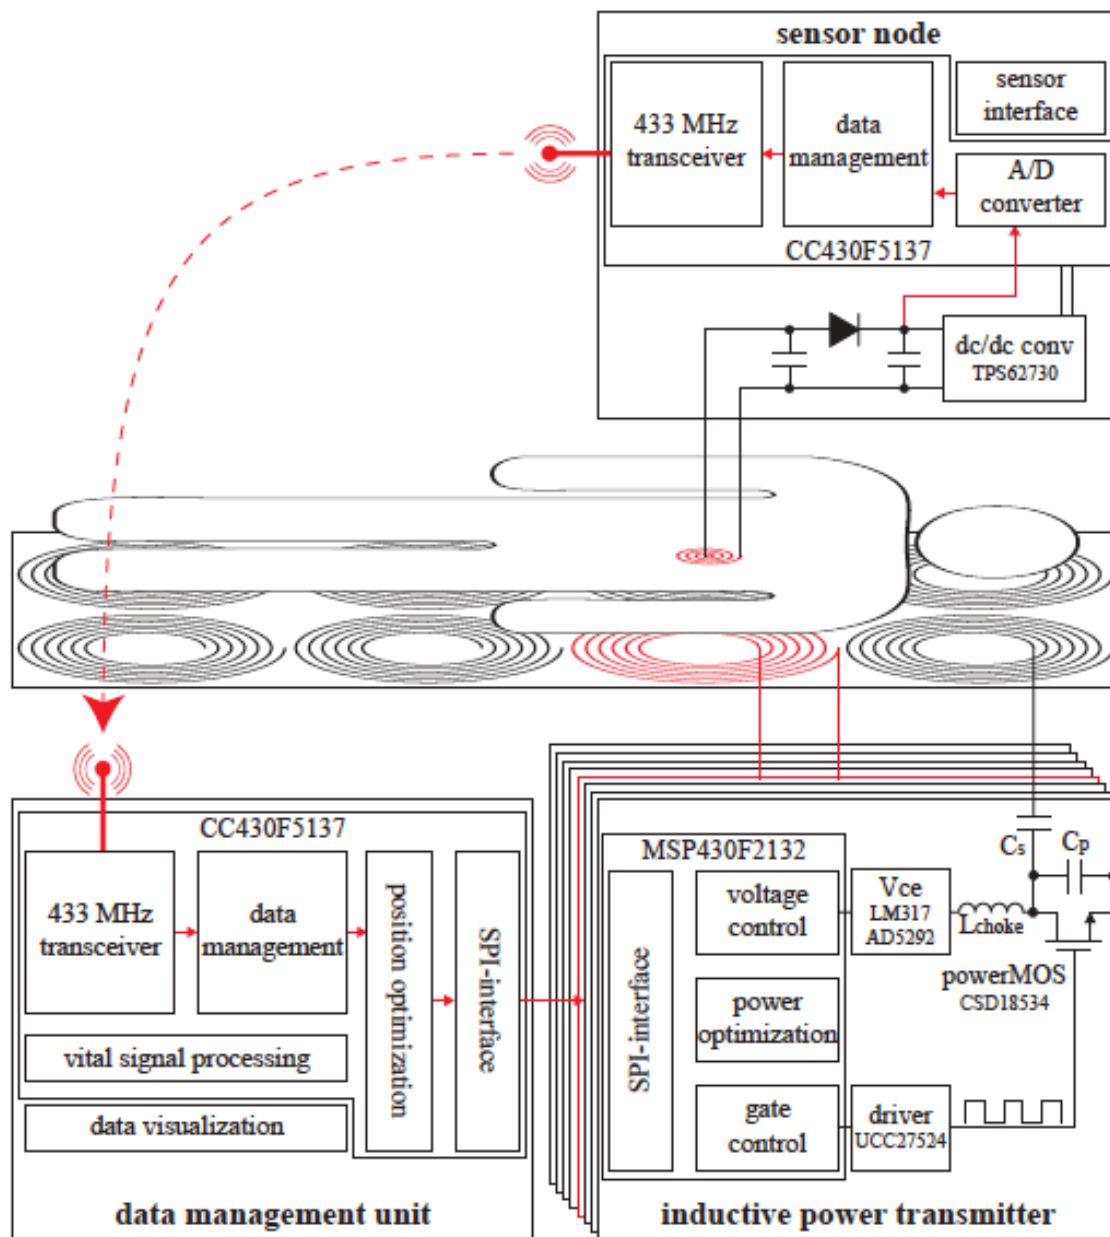 sensor node
433 MHz
transceiver
data
management
sensor
interface
A/D
converter
CC430F5137
dc/dc conv
TPS62730
CC430F5137
433 MHz
transceiver
data
management
position optimization
SPI-interface
vital signal processing
data visualization
data management unit
MSP430F2132
SPI-interface
voltage
control
power
optimization
gate
control
Vce
LM317
AD5292
Lchoke
Cs
Cp
powerMOS
CSD18534
driver
UCC27524
inductive power transmitter